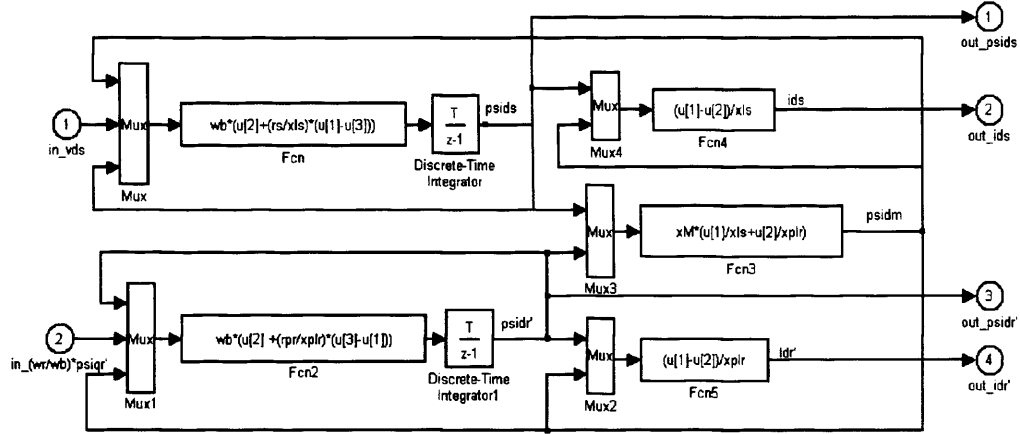 1
out_psids
1
in_vds
Mux
Mux
wb*(u[2]+(rs/xls)*(u[1]-u[3]))
Fcn
T
z-1
Discrete-Time
Integrator
psids
Mux
Mux4
(u[1]-u[2])/xls
Fcn4
ids
2
out_ids
Mux
Mux3
xM*(u[1]/xls+u[2]/xplr)
Fcn3
psidm
3
out_psidr'
2
in_(wr/wb)*psiqr'
Mux
Mux1
wb*(u[2] +(rpr/xplr)*(u[3]-u[1]))
Fcn2
T
z-1
Discrete-Time
Integrator1
psidr'
Mux
Mux2
(u[1]-u[2])/xplr
Fcn5
idr'
4
out_idr'